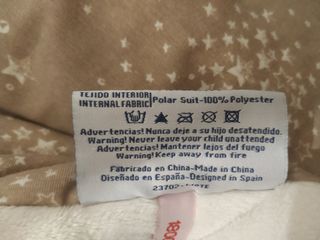 TEJIDO INTERIOR
INTERNAL FABRIC Polar Suit-100% Polyester
Advertencias! Nunca deje a su hijo desatendido.
Warning! Never leave your child unattended
Advertencias! Mantener lejos del fuego
Warning! Keep away from fire
Fabricado en China-Made in China
Diseñado en España-Designed in Spain